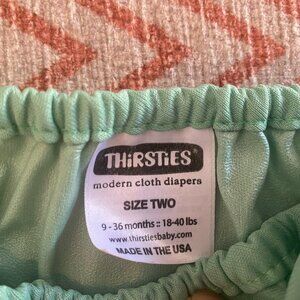 THiRSTiES
modern cloth diapers
SIZE TWO
9 - 36 months :: 18-40 lbs
www.thirstiesbaby.com
MADE IN THE USA